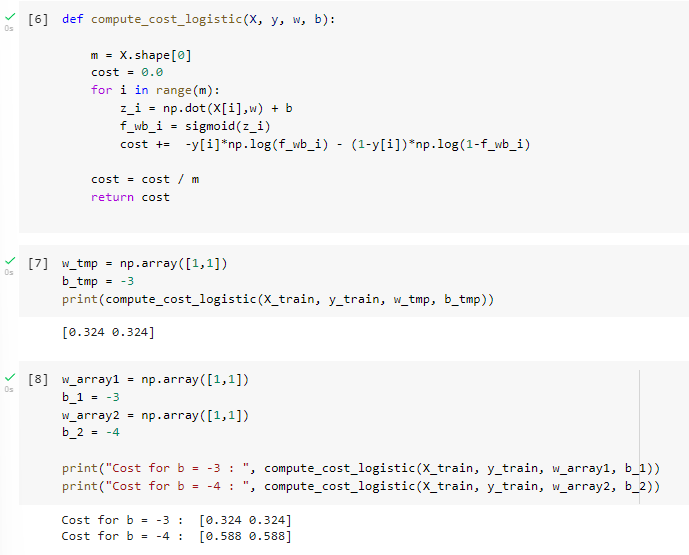 [6] def compute_cost_logistic(X, y, w, b):
0s
m = X.shape[0]
cost = 0.0
for i in range(m):
z_i = np.dot(X[i],w) + b
f_wb_i = sigmoid(z_i)
cost +=  -y[i]*np.log(f_wb_i) - (1-y[i])*np.log(1-f_wb_i)
cost = cost / m
return cost
[7] w_tmp = np.array([1,1])
0s
b_tmp = -3
print(compute_cost_logistic(X_train, y_train, w_tmp, b_tmp))
[0.324 0.324]
[8] w_array1 = np.array([1,1])
0s
b_1 = -3
w_array2 = np.array([1,1])
b_2 = -4
print("Cost for b = -3 : ", compute_cost_logistic(X_train, y_train, w_array1, b_1))
print("Cost for b = -4 : ", compute_cost_logistic(X_train, y_train, w_array2, b_2))
Cost for b = -3 :  [0.324 0.324]
Cost for b = -4 :  [0.588 0.588]